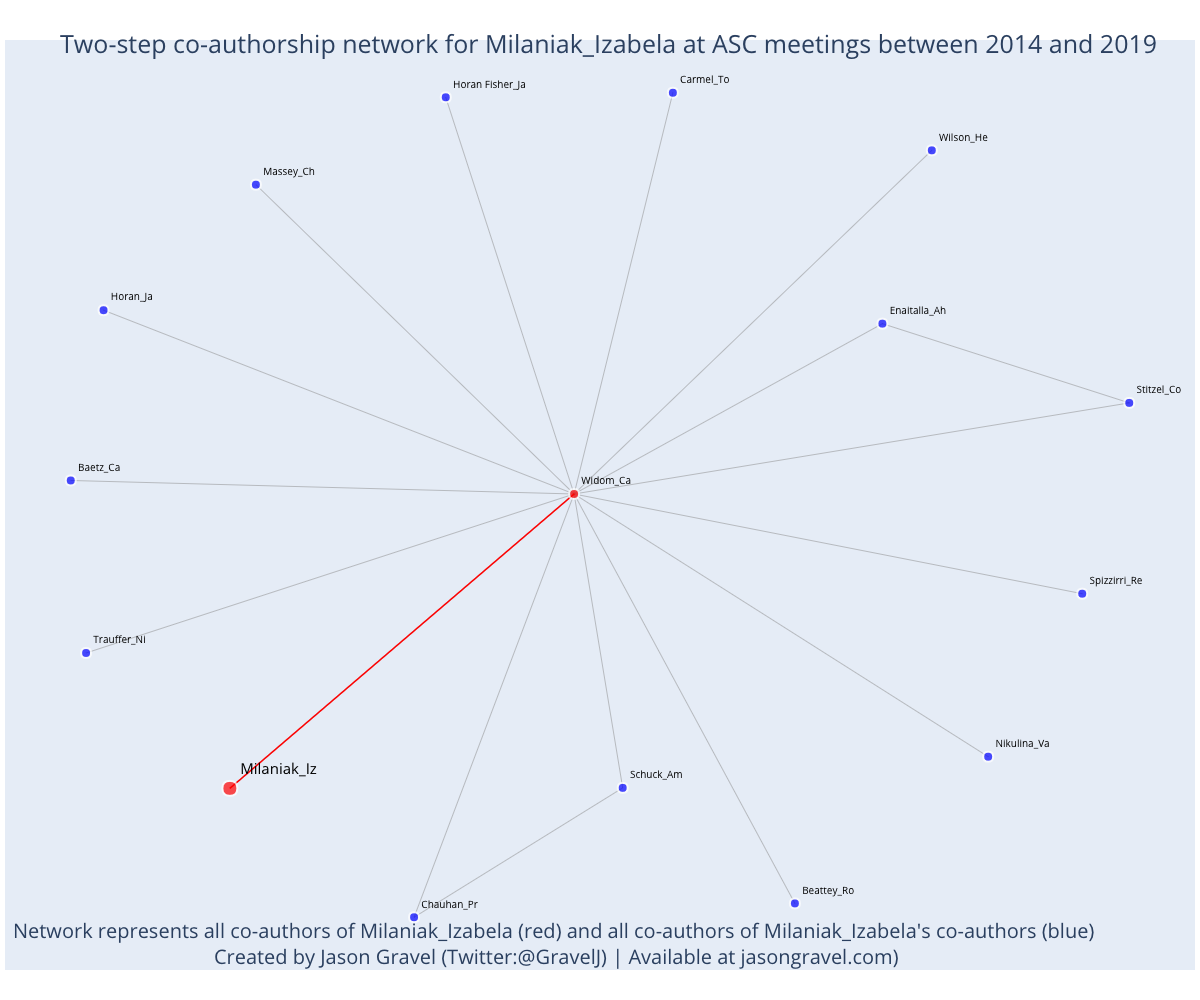 Two-step co-authorship network for Milaniak_Izabela at ASC meetings between 2014 and 2019
Carmel_To
Horan Fisher_Ja
Wilson_He
Massey_Ch
Horan_Ja
Enaitalla_Ah
Stitzel_Co
Baetz_Ca
Widom_Ca
Spizzirri_Re
Trauffer_Ni
Nikulina_Va
Milaniak_Iz
Schuck_Am
Beattey_Ro
Chauhan_Pr
Network represents all co-authors of Milaniak_Izabela (red) and all co-authors of Milaniak_Izabela's co-authors (blue)
Created by Jason Gravel (Twitter:@GravelJ) | Available at jasongravel.com)